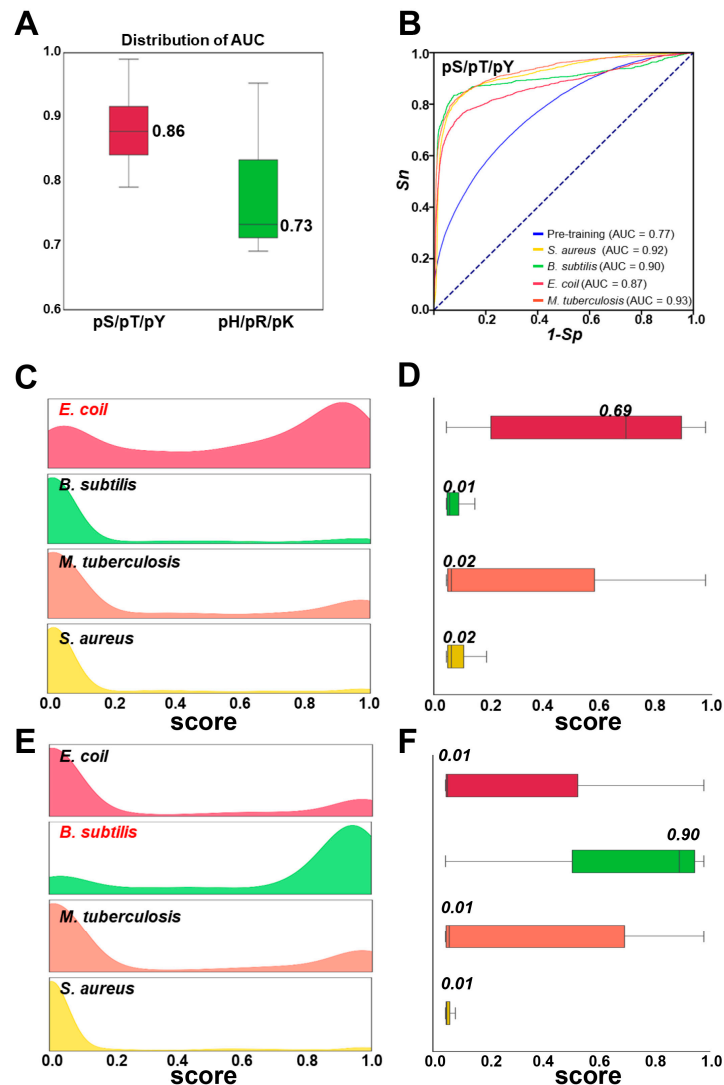 A
Distribution of AUC
1.0
0.9
0.8
0.7
0.6
0.86
0.73
pS/pT/pY
pH/pR/pK
B
pS/pT/pY
Sn
1.0
0.8
0.6
0.4
0.2
0.0
Pre-training (AUC = 0.77)
S. aureus (AUC = 0.92)
B. subtilis (AUC = 0.90)
E. coil (AUC = 0.87)
M. tuberculosis (AUC = 0.93)
0.2
0.4
0.6
0.8
1.0
1-Sp
C
E. coil
B. subtilis
M. tuberculosis
S. aureus
0.0
0.2
0.4
0.6
0.8
1.0
score
D
0.69
0.01
0.02
0.02
0.0
0.2
0.4
0.6
0.8
1.0
score
E
E. coil
B. subtilis
M. tuberculosis
S. aureus
0.0
0.2
0.4
0.6
0.8
1.0
score
F
0.01
0.90
0.01
0.01
0.0
0.2
0.4
0.6
0.8
1.0
score